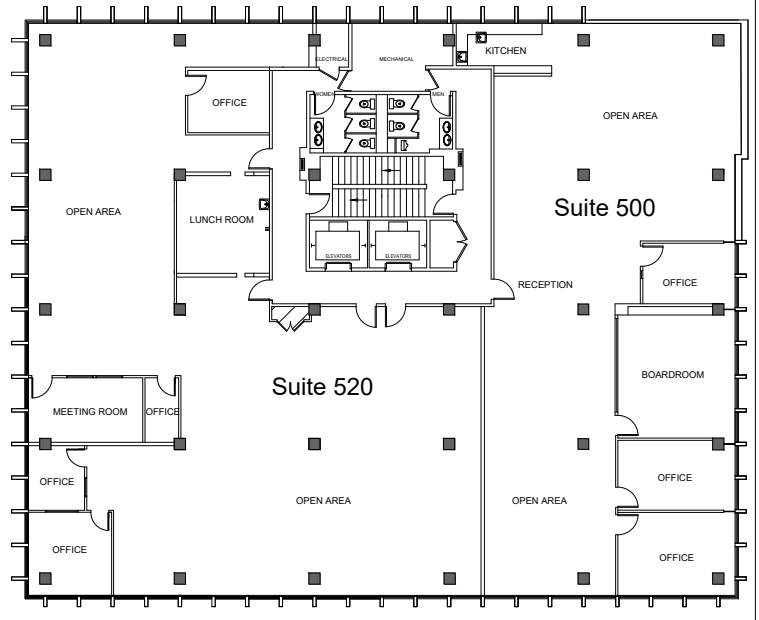 KITCHEN
ELECTRICAL
MECHANICAL
WOMEN
MEN
OFFICE
OPEN AREA
Suite 500
OPEN AREA
LUNCH ROOM
ELEVATORS
ELEVATORS
RECEPTION
OFFICE
Suite 520
BOARDROOM
MEETING ROOM
OFFICE
OFFICE
OFFICE
OPEN AREA
OPEN AREA
OFFICE
OFFICE
OFFICE